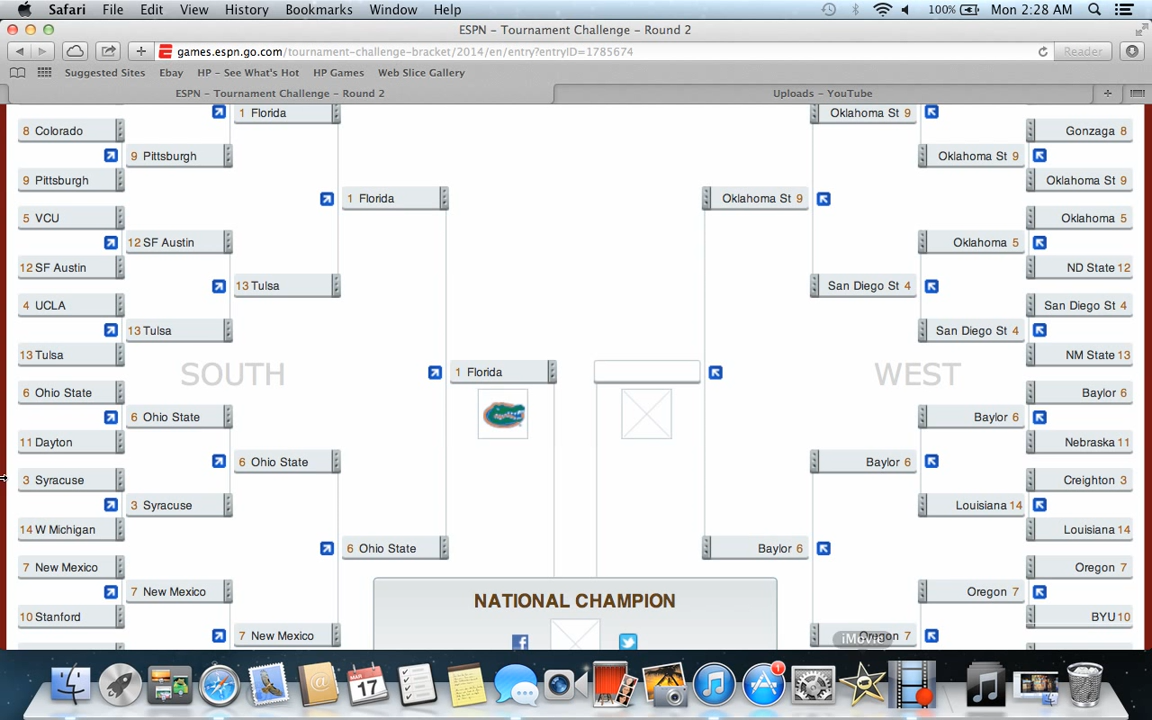 Safari File Edit View History Bookmarks Window Help 100% Mon 2:28 AM
ESPN – Tournament Challenge - Round 2
games.espn.go.com/tournament-challenge-bracket/2014/en/entry?entryID=1785674 Reader
Suggested Sites Ebay HP – See What's Hot HP Games Web Slice Gallery
ESPN – Tournament Challenge - Round 2 Uploads – YouTube
1 Florida Oklahoma St 9
8 Colorado Gonzaga 8
9 Pittsburgh Oklahoma St 9
9 Pittsburgh Oklahoma St 9
1 Florida Oklahoma St 9
5 VCU Oklahoma 5
12 SF Austin Oklahoma 5
12 SF Austin ND State 12
13 Tulsa San Diego St 4
4 UCLA San Diego St 4
13 Tulsa San Diego St 4
13 Tulsa NM State 13
SOUTH 1 Florida WEST
6 Ohio State Baylor 6
6 Ohio State Baylor 6
11 Dayton Nebraska 11
6 Ohio State Baylor 6
3 Syracuse Creighton 3
3 Syracuse Louisiana 14
14 W Michigan Louisiana 14
6 Ohio State Baylor 6
7 New Mexico Oregon 7
7 New Mexico Oregon 7
NATIONAL CHAMPION
10 Stanford BYU 10
7 New Mexico Oregon 7
iMovie
MAR
17
1